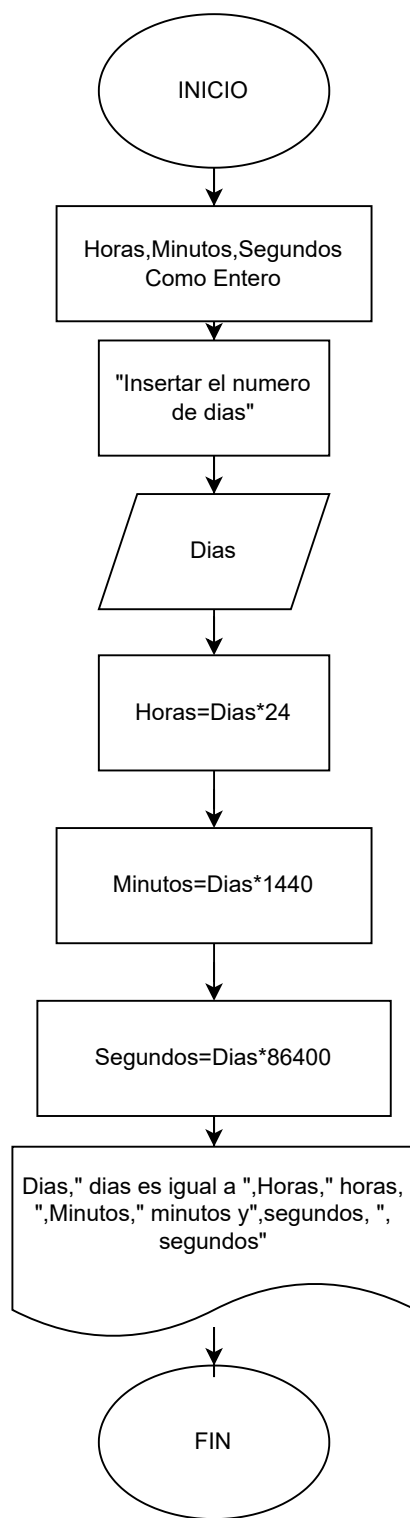 INICIO
Horas,Minutos,Segundos
Como Entero
"Insertar el numero
de dias"
Dias
Horas=Dias*24
Minutos=Dias*1440
Segundos=Dias*86400
Dias," dias es igual a ",Horas," horas,
",Minutos," minutos y",segundos, ",
segundos"
FIN